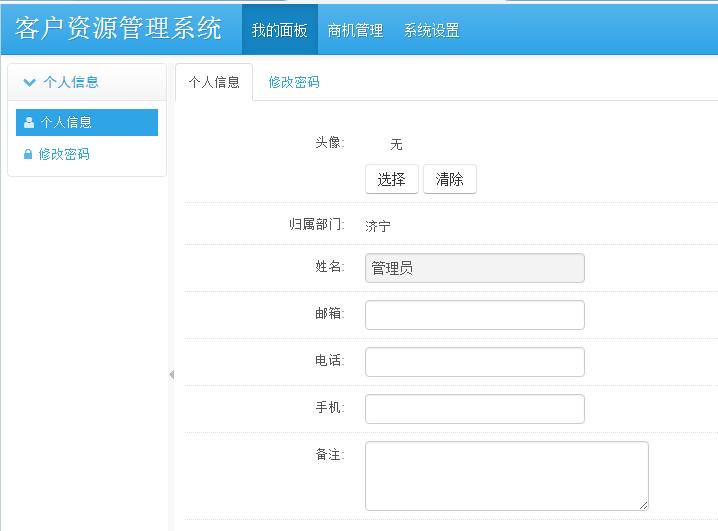 客户资源管理系统 我的面板 商机管理 系统设置
个人信息
个人信息
修改密码
个人信息 修改密码
头像: 无
选择 清除
归属部门: 济宁
姓名: 管理员
邮箱:
电话:
手机:
备注: